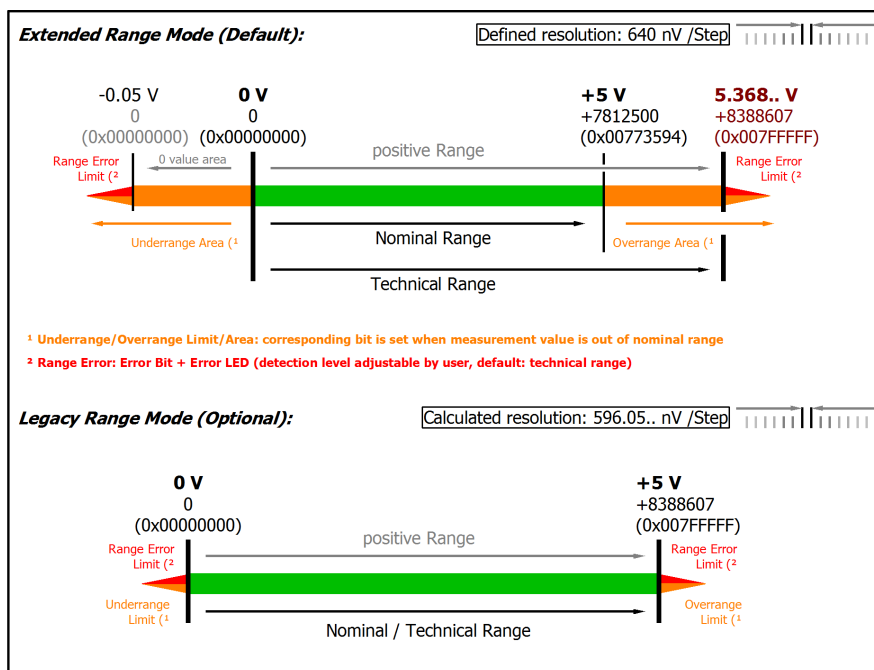 Extended Range Mode (Default):
Defined resolution: 640 nV /Step
-0.05 V
0 V
+5 V
5.368.. V
0
0
+7812500
+8388607
(0x00000000)
(0x00000000)
(0x00773594)
(0x007FFFFF)
Range Error
Limit (²
0 value area
positive Range
Range Error
Limit (²
Underrange Area (¹
Nominal Range
Overrange Area (¹
Technical Range
¹ Underrange/Overrange Limit/Area: corresponding bit is set when measurement value is out of nominal range
² Range Error: Error Bit + Error LED (detection level adjustable by user, default: technical range)
Legacy Range Mode (Optional):
Calculated resolution: 596.05.. nV /Step
0 V
+5 V
0
+8388607
(0x00000000)
(0x007FFFFF)
Range Error
Limit (²
positive Range
Range Error
Limit (²
Underrange
Limit (¹
Nominal / Technical Range
Overrange
Limit (¹